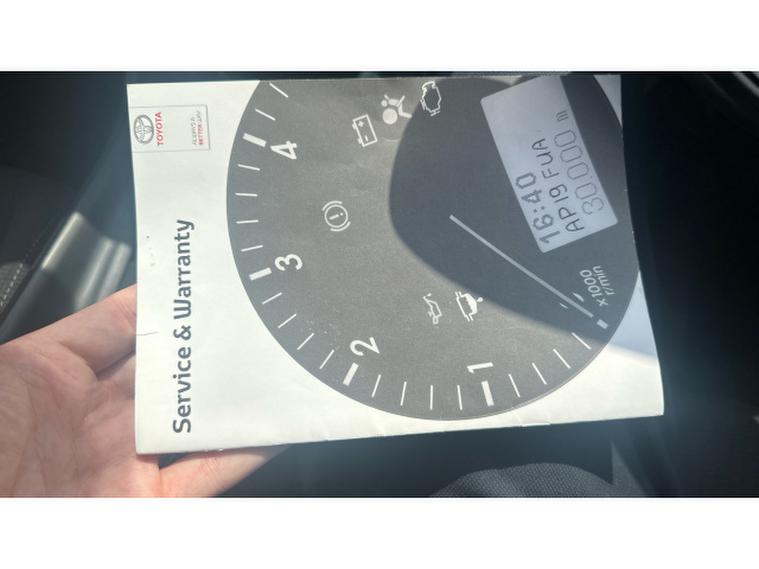 TOYOTA
ALWAYS A
BETTER WAY
Service & Warranty
4
3
2
1
x1000
r/min
16:40
AP19 FUA
30.000 m